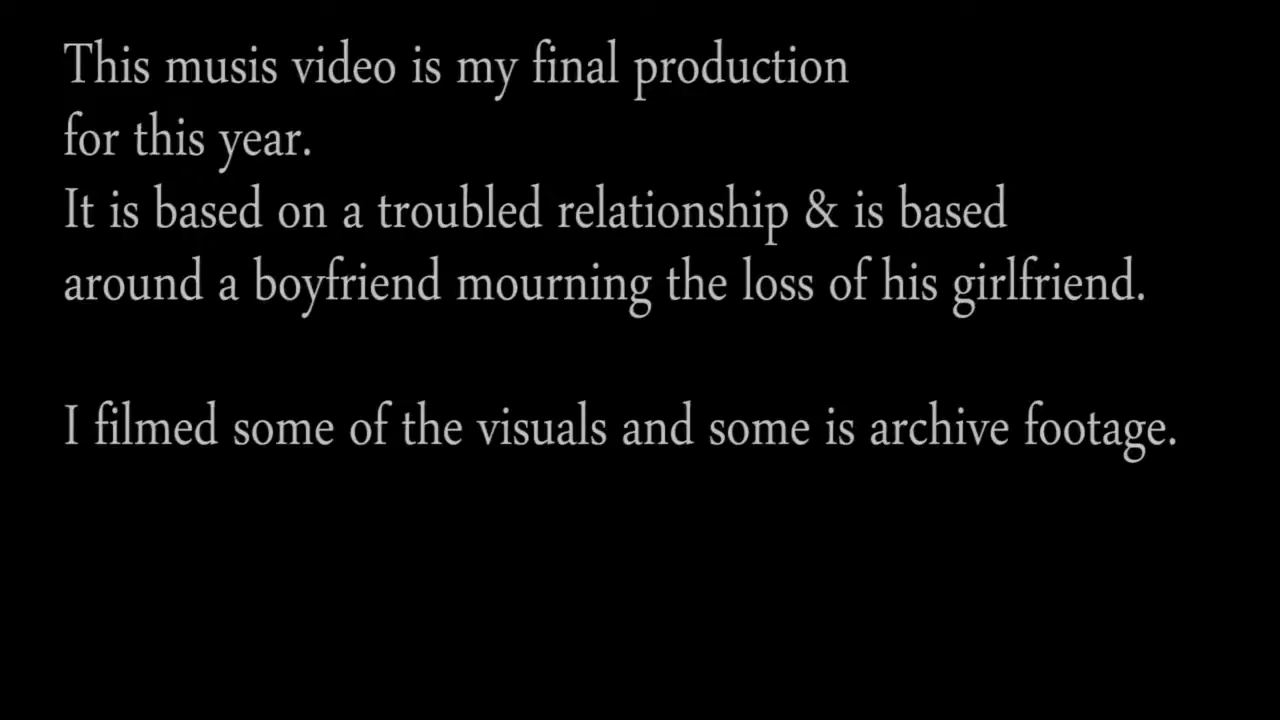 This musis video is my final production
for this year.
It is based on a troubled relationship & is based
around a boyfriend mourning the loss of his girlfriend.
I filmed some of the visuals and some is archive footage.